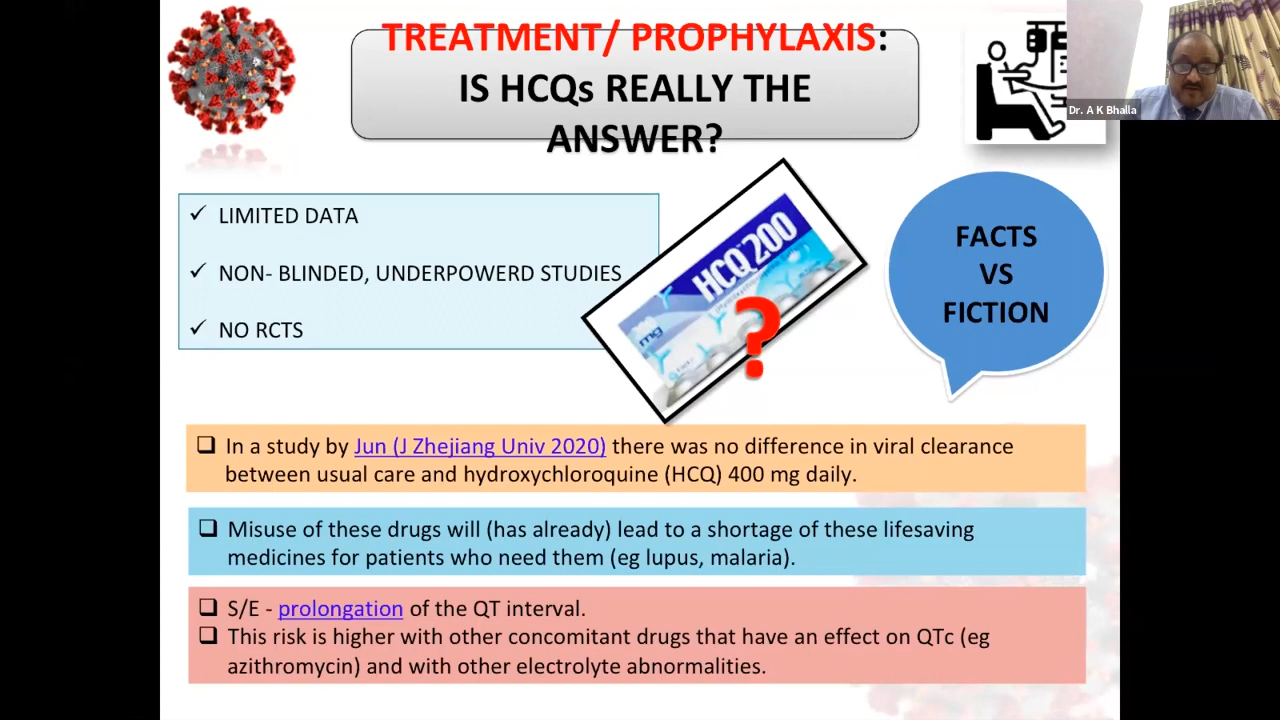 TREATMENT/ PROPHYLAXIS:
IS HCQs REALLY THE
ANSWER?
Dr. A K Bhalla
✓ LIMITED DATA
✓ NON- BLINDED, UNDERPOWERD STUDIES
✓ NO RCTS
HCQ 200
mg
?
FACTS
VS
FICTION
❑ In a study by Jun (J Zhejiang Univ 2020) there was no difference in viral clearance
between usual care and hydroxychloroquine (HCQ) 400 mg daily.
❑ Misuse of these drugs will (has already) lead to a shortage of these lifesaving
medicines for patients who need them (eg lupus, malaria).
❑ S/E - prolongation of the QT interval.
❑ This risk is higher with other concomitant drugs that have an effect on QTc (eg
azithromycin) and with other electrolyte abnormalities.